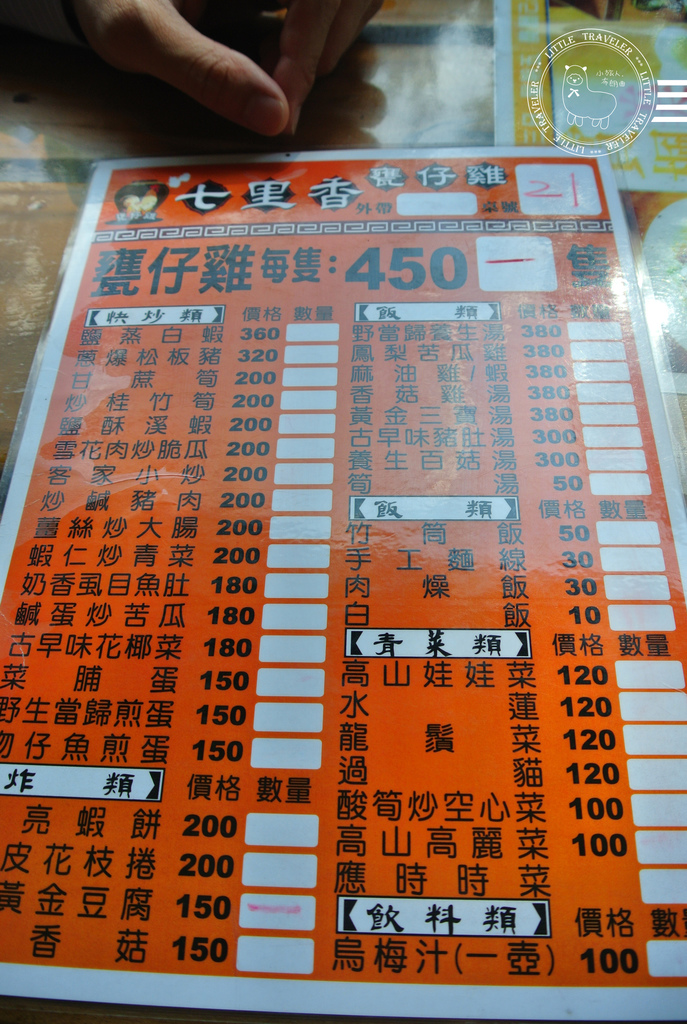 LITTLE TRAVELER
小旅人
七里香 甕仔雞
外帶 桌號 21
甕仔雞 每隻：450 一 隻
【快炒類】 價格 數量
鹽蒸白蝦 360
蔥爆松板豬 320
甘蔗筍 200
炒桂竹筍 200
鹽酥溪蝦 200
雪花肉炒脆瓜 200
客家小炒 200
炒鹹豬肉 200
薑絲炒大腸 200
蝦仁炒青菜 200
奶香虱目魚肚 180
鹹蛋炒苦瓜 180
古早味花椰菜 180
菜脯蛋 150
野生當歸煎蛋 150
吻仔魚煎蛋 150
炸類】 價格 數量
亮蝦餅 200
皮花枝捲 200
黃金豆腐 150
香菇 150
【飯類】 價格 數量
野當歸養生湯 380
鳳梨苦瓜雞 380
麻油雞/蝦 380
香菇雞湯 380
黃金三寶湯 380
古早味豬肚湯 300
養生百菇湯 300
筍湯 50
【飯類】 價格 數量
竹筒飯 50
手工麵線 30
肉燥飯 30
白飯 10
【青菜類】 價格 數量
高山娃娃菜 120
水蓮 120
龍鬚菜 120
過貓 120
酸筍炒空心菜 100
高山高麗菜 100
應時時菜
【飲料類】 價格 數
烏梅汁(一壺) 100